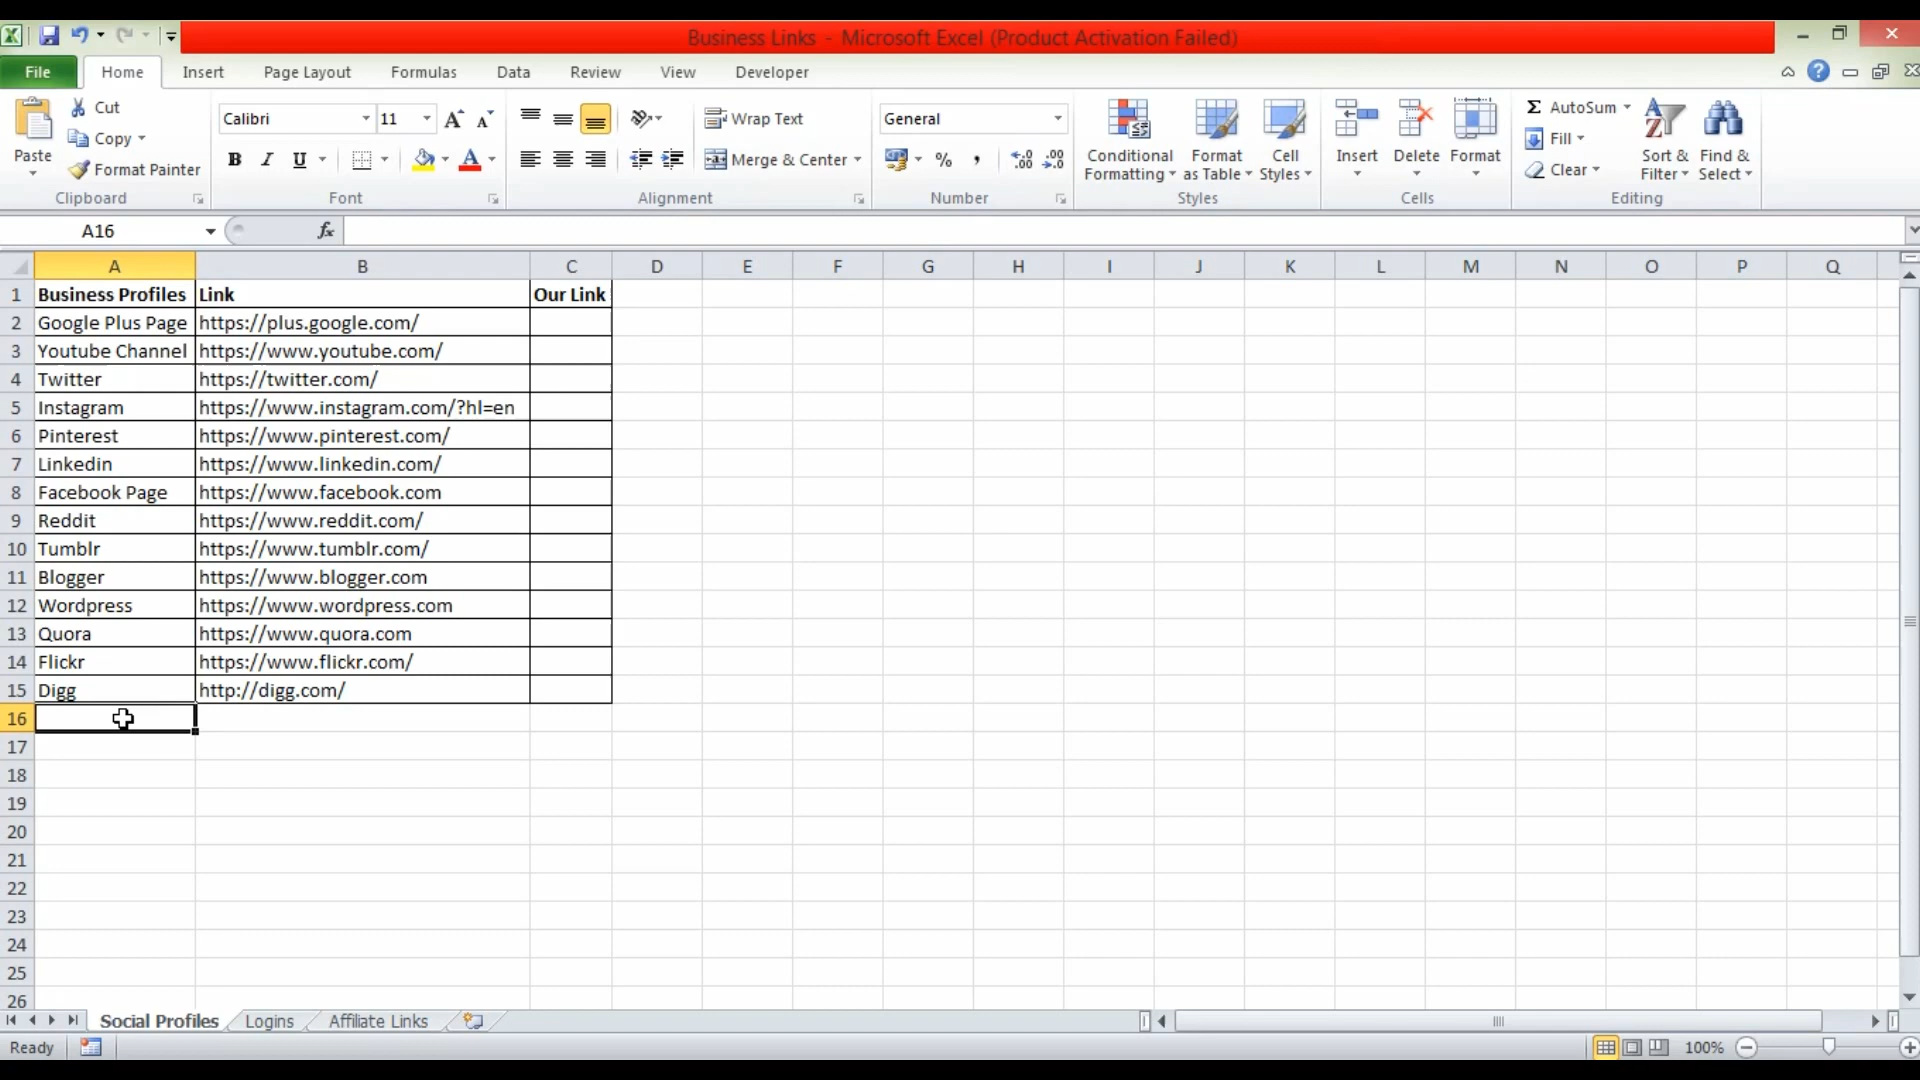 Business Links - Microsoft Excel (Product Activation Failed)
File Home Insert Page Layout Formulas Data Review View Developer
Paste
Cut
Copy
Format Painter
Clipboard
Calibri 11
B I U
Font
Wrap Text
Merge & Center
Alignment
General
%
Number
Conditional Formatting
Format as Table
Cell Styles
Styles
Insert Delete Format
Cells
AutoSum
Fill
Clear
Sort & Filter
Find & Select
Editing
A16 fx
A B C D E F G H I J K L M N O P Q
1 Business Profiles Link Our Link
2 Google Plus Page https://plus.google.com/
3 Youtube Channel https://www.youtube.com/
4 Twitter https://twitter.com/
5 Instagram https://www.instagram.com/?hl=en
6 Pinterest https://www.pinterest.com/
7 Linkedin https://www.linkedin.com/
8 Facebook Page https://www.facebook.com
9 Reddit https://www.reddit.com/
10 Tumblr https://www.tumblr.com/
11 Blogger https://www.blogger.com
12 Wordpress https://www.wordpress.com
13 Quora https://www.quora.com
14 Flickr https://www.flickr.com/
15 Digg http://digg.com/
16
17
18
19
20
21
22
23
24
25
26
Social Profiles Logins Affiliate Links
Ready 100%